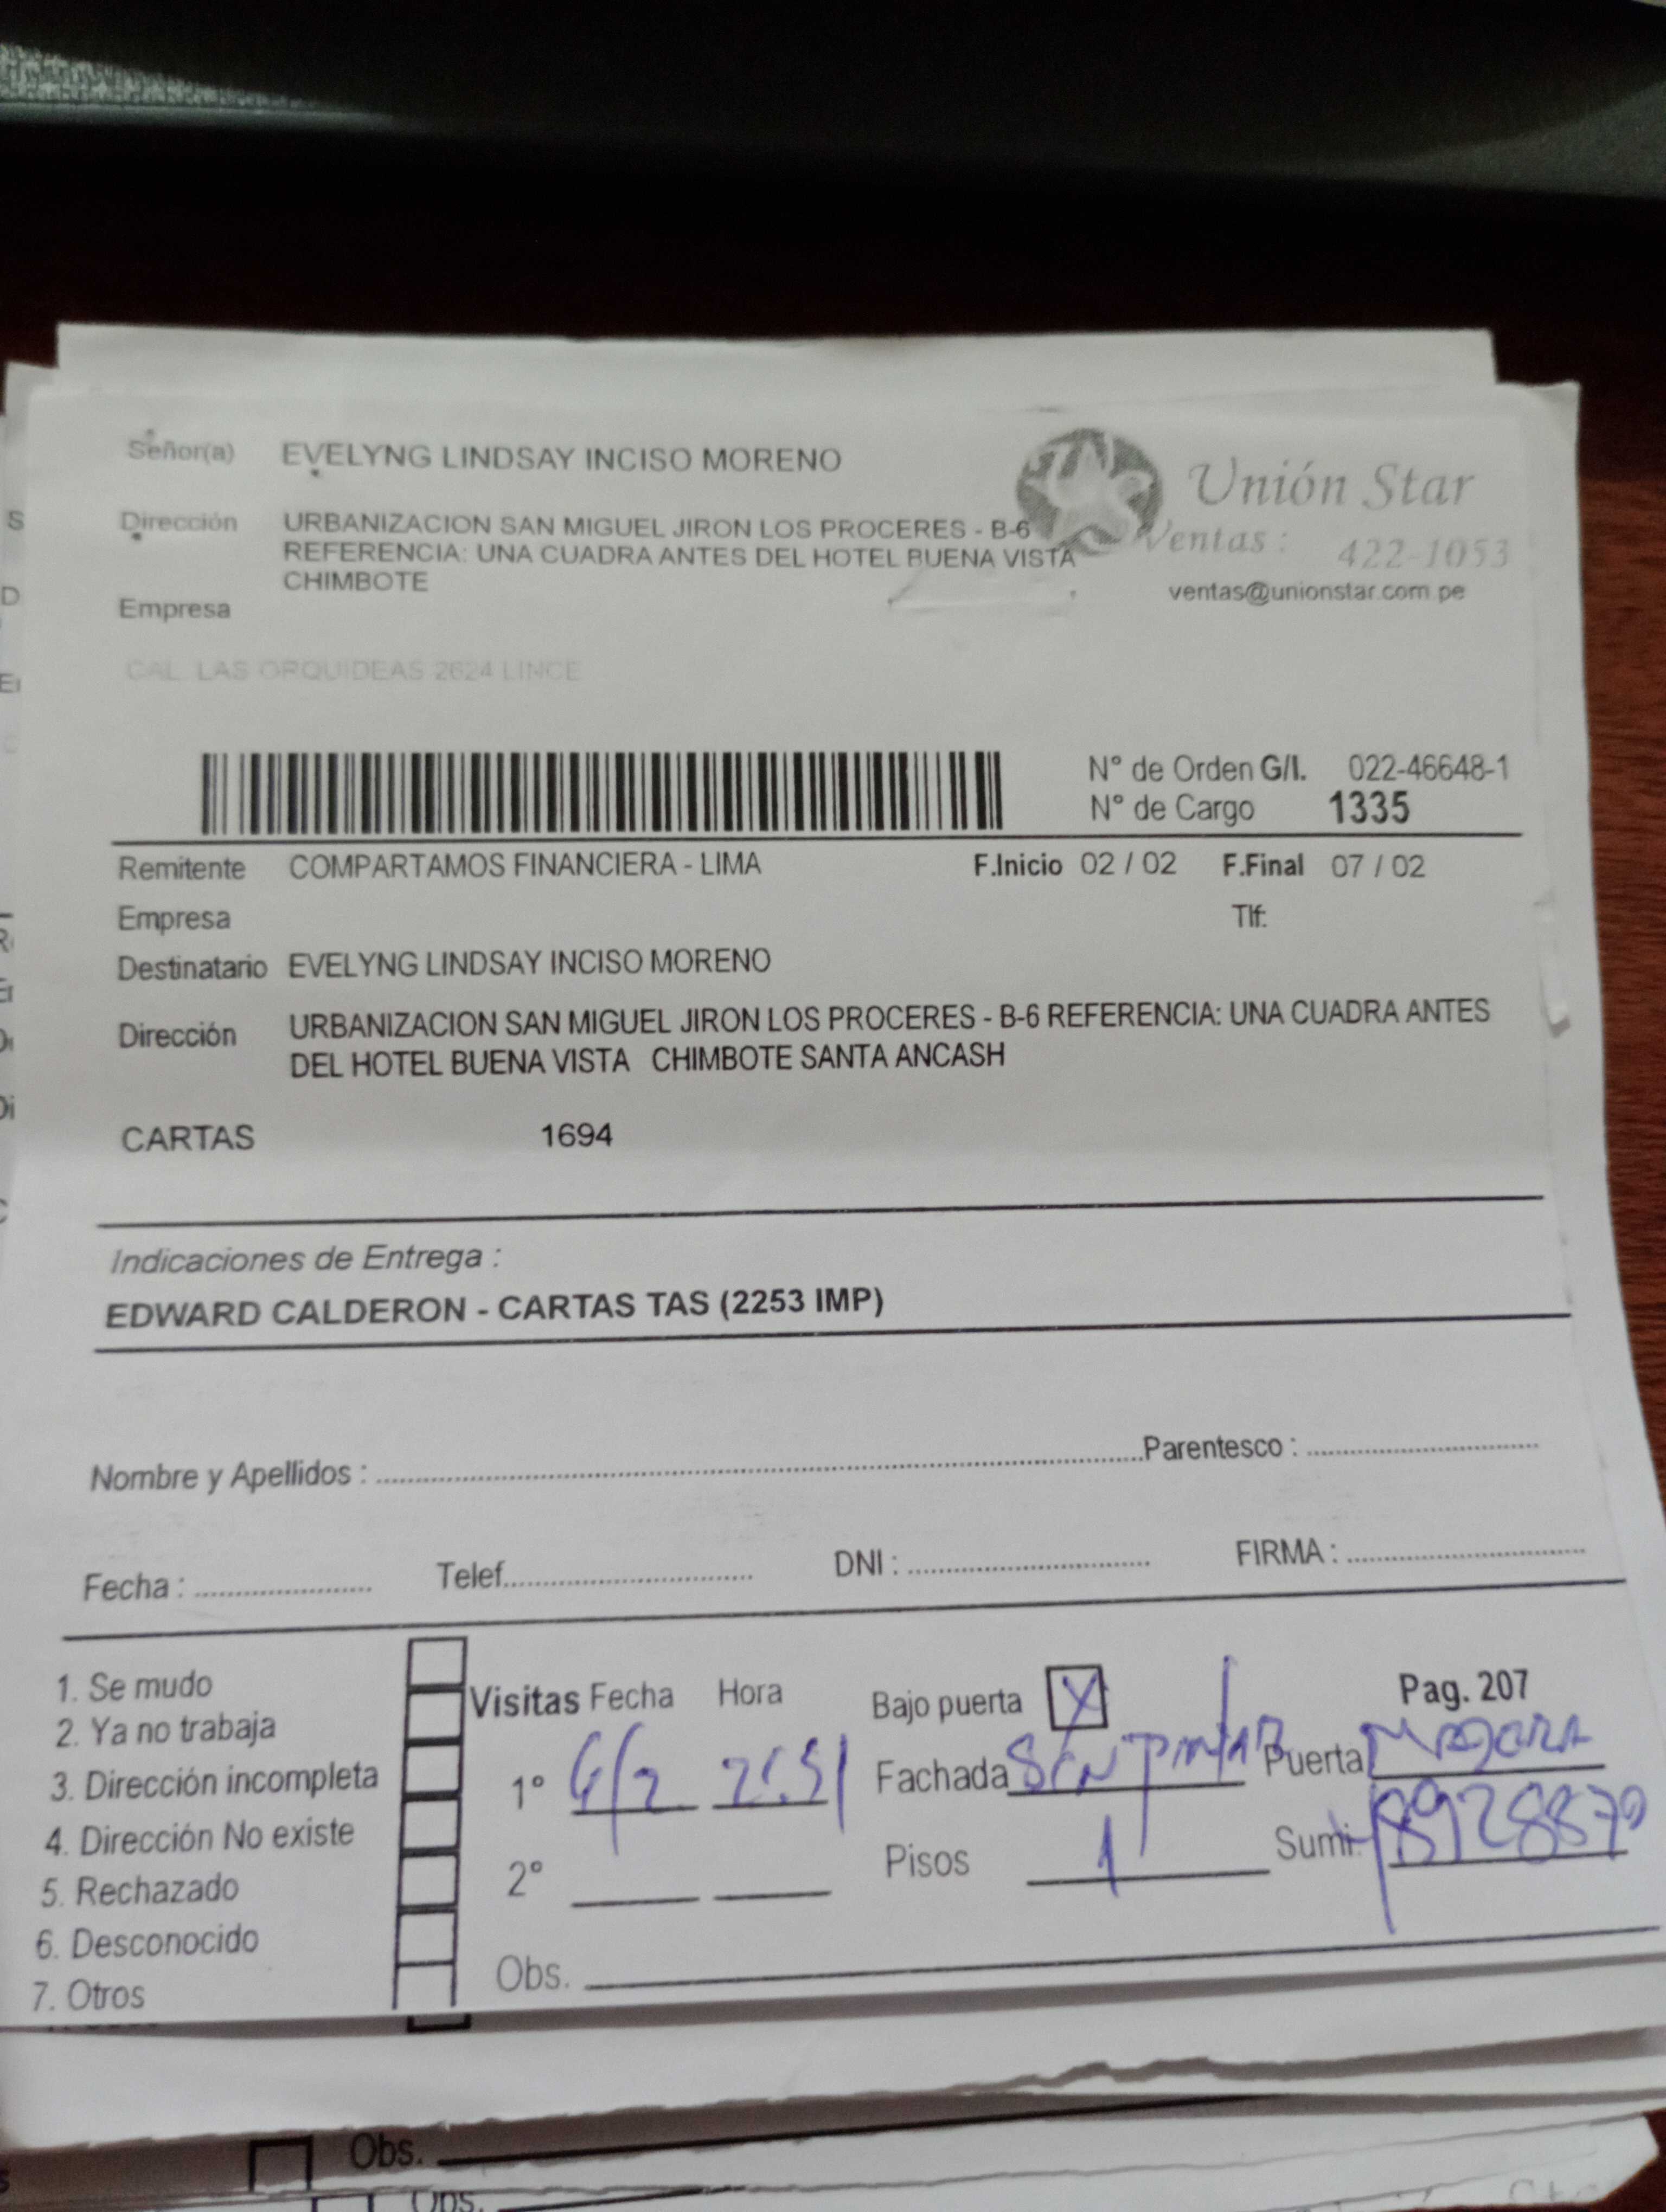 Señor(a) EVELYNG LINDSAY INCISO MORENO
Unión Star
Dirección URBANIZACION SAN MIGUEL JIRON LOS PROCERES - B-6
REFERENCIA: UNA CUADRA ANTES DEL HOTEL BUENA VISTA
CHIMBOTE
Ventas : 422-1053
ventas@unionstar.com.pe
Empresa
CAL. LAS ORQUIDEAS 2624 LINCE
N° de Orden G/I. 022-46648-1
N° de Cargo 1335
Remitente COMPARTAMOS FINANCIERA - LIMA F.Inicio 02 / 02 F.Final 07 / 02
Empresa Tlf:
Destinatario EVELYNG LINDSAY INCISO MORENO
Dirección URBANIZACION SAN MIGUEL JIRON LOS PROCERES - B-6 REFERENCIA: UNA CUADRA ANTES
DEL HOTEL BUENA VISTA CHIMBOTE SANTA ANCASH
CARTAS 1694
Indicaciones de Entrega :
EDWARD CALDERON - CARTAS TAS (2253 IMP)
Nombre y Apellidos : Parentesco :
Fecha : Telef. DNI : FIRMA :
1. Se mudo
2. Ya no trabaja
3. Dirección incompleta
4. Dirección No existe
5. Rechazado
6. Desconocido
7. Otros
Visitas Fecha Hora Bajo puerta X Pag. 207
1° Fachada Sin pintar Puerta madera
2° Pisos 1 Sumi.
Obs.
Obs.
Obs.